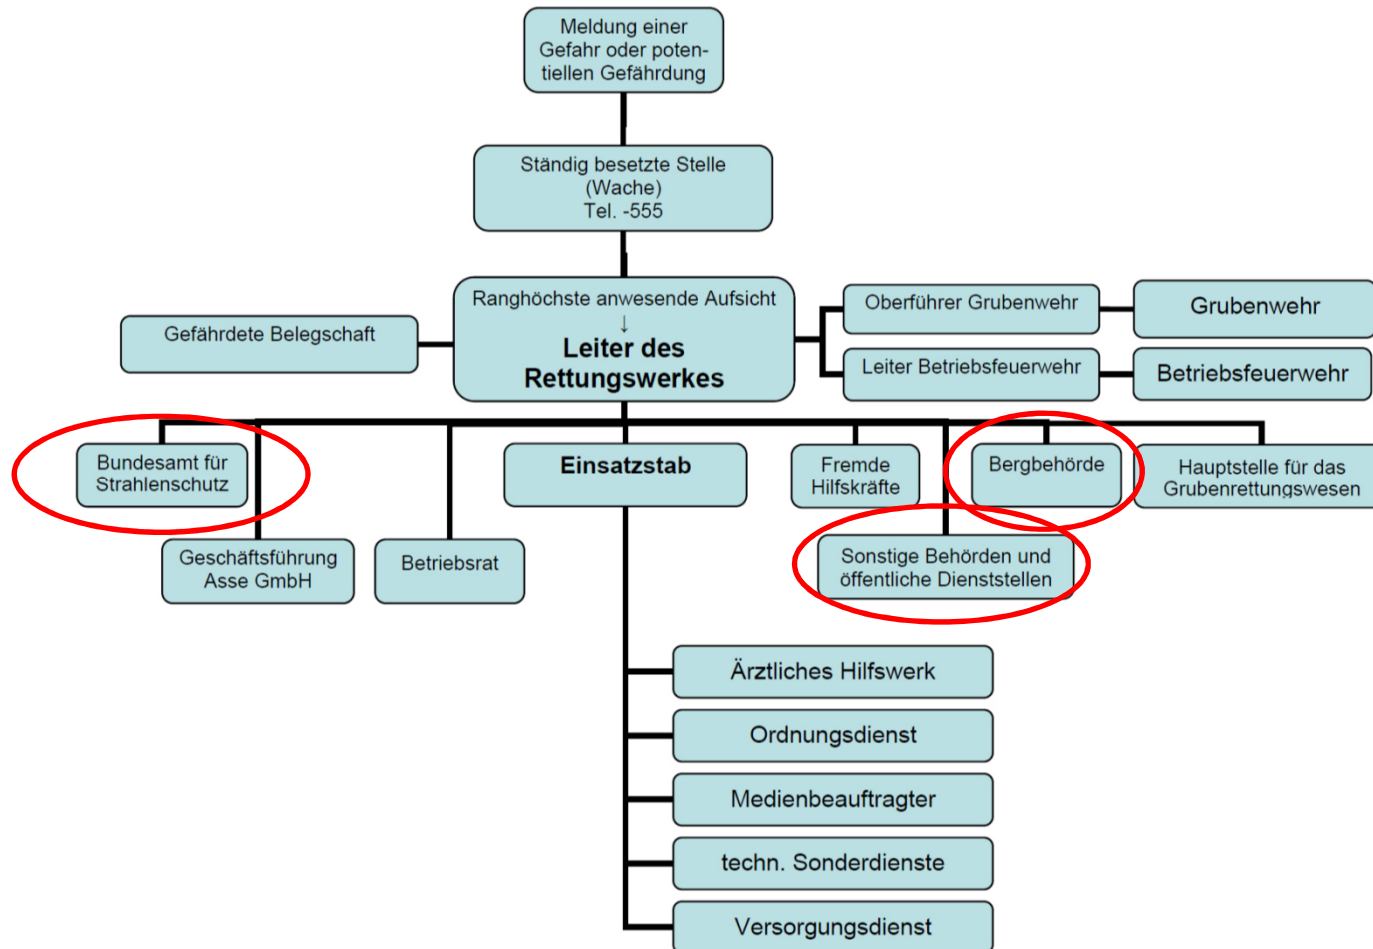 Meldung einer
Gefahr oder poten-
tiellen Gefährdung
Ständig besetzte Stelle
(Wache)
Tel. -555
Ranghöchste anwesende Aufsicht
↓
Leiter des
Rettungswerkes
Gefährdete Belegschaft
Oberführer Grubenwehr
Grubenwehr
Leiter Betriebsfeuerwehr
Betriebsfeuerwehr
Bundesamt für
Strahlenschutz
Einsatzstab
Fremde
Hilfskräfte
Bergbehörde
Hauptstelle für das
Grubenrettungswesen
Geschäftsführung
Asse GmbH
Betriebsrat
Sonstige Behörden und
öffentliche Dienststellen
Ärztliches Hilfswerk
Ordnungsdienst
Medienbeauftragter
techn. Sonderdienste
Versorgungsdienst